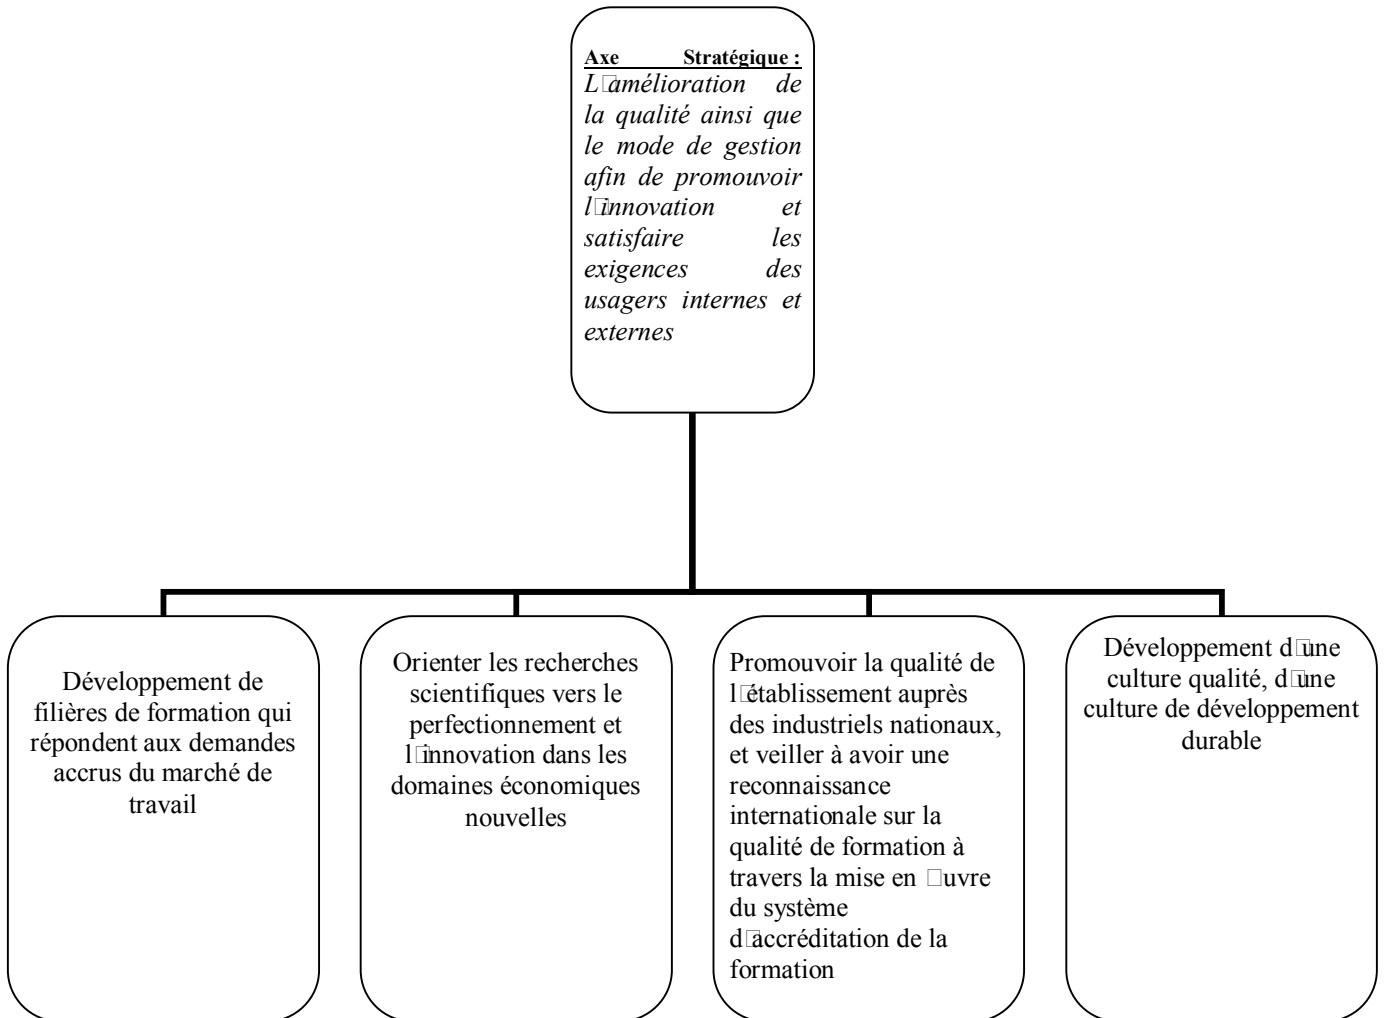 Axe Stratégique :
L□amélioration de
la qualité ainsi que
le mode de gestion
afin de promouvoir
l□innovation et
satisfaire les
exigences des
usagers internes et
externes
Développement de
filières de formation qui
répondent aux demandes
accrus du marché de
travail
Orienter les recherches
scientifiques vers le
perfectionnement et
l□innovation dans les
domaines économiques
nouvelles
Promouvoir la qualité de
l□établissement auprès
des industriels nationaux,
et veiller à avoir une
reconnaissance
internationale sur la
qualité de formation à
travers la mise en □uvre
du système
d□accréditation de la
formation
Développement d□une
culture qualité, d□une
culture de développement
durable